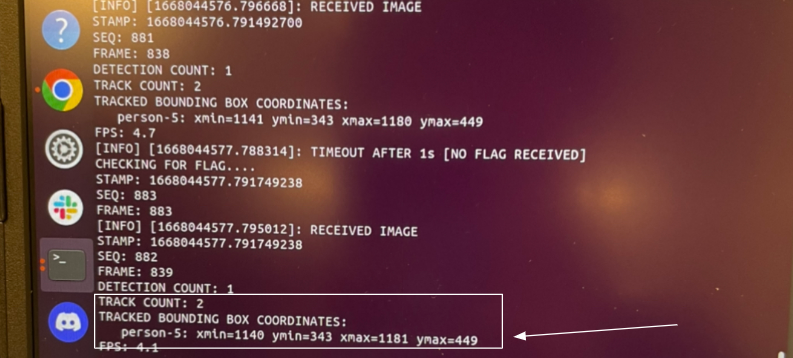 [INFO] [1668044576.796668]: RECEIVED IMAGE
STAMP: 1668044576.791492700
SEQ: 881
FRAME: 838
DETECTION COUNT: 1
TRACK COUNT: 2
TRACKED BOUNDING BOX COORDINATES:
person-5: xmin=1141 ymin=343 xmax=1180 ymax=449
FPS: 4.7
[INFO] [1668044577.788314]: TIMEOUT AFTER 1s [NO FLAG RECEIVED]
CHECKING FOR FLAG....
STAMP: 1668044577.791749238
SEQ: 883
FRAME: 883
[INFO] [1668044577.795012]: RECEIVED IMAGE
STAMP: 1668044577.791749238
SEQ: 882
FRAME: 839
DETECTION COUNT: 1
TRACK COUNT: 2
TRACKED BOUNDING BOX COORDINATES:
person-5: xmin=1140 ymin=343 xmax=1181 ymax=449
FPS: 4.1